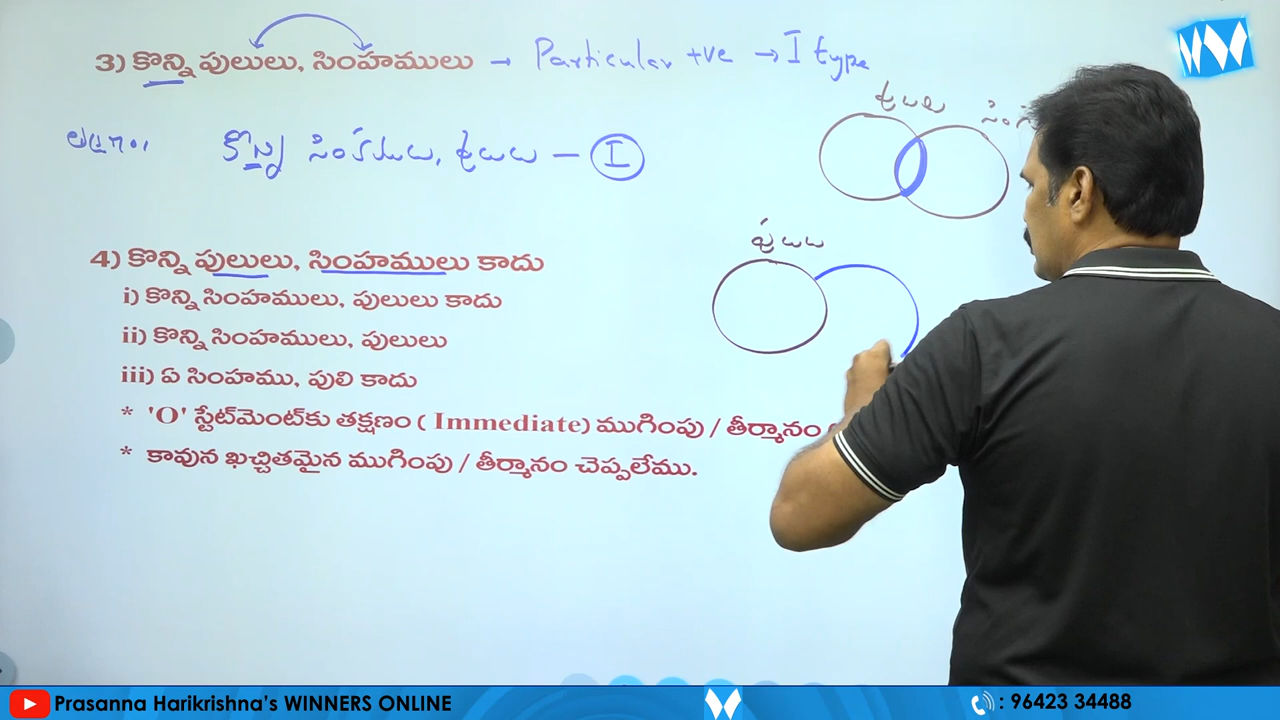 3) కొన్ని పులులు, సింహములు → Particular +ve → I type
పులులు
కొన్ని సింహములు, పులులు – I
పులులు
4) కొన్ని పులులు, సింహములు కాదు
i) కొన్ని సింహములు, పులులు కాదు
ii) కొన్ని సింహములు, పులులు
iii) ఏ సింహము, పులి కాదు
* 'O' స్టేట్‌మెంట్‌కు తక్షణం ( Immediate) ముగింపు / తీర్మానం
* కావున ఖచ్చితమైన ముగింపు / తీర్మానం చెప్పలేము.
Prasanna Harikrishna's WINNERS ONLINE
W
: 96423 34488